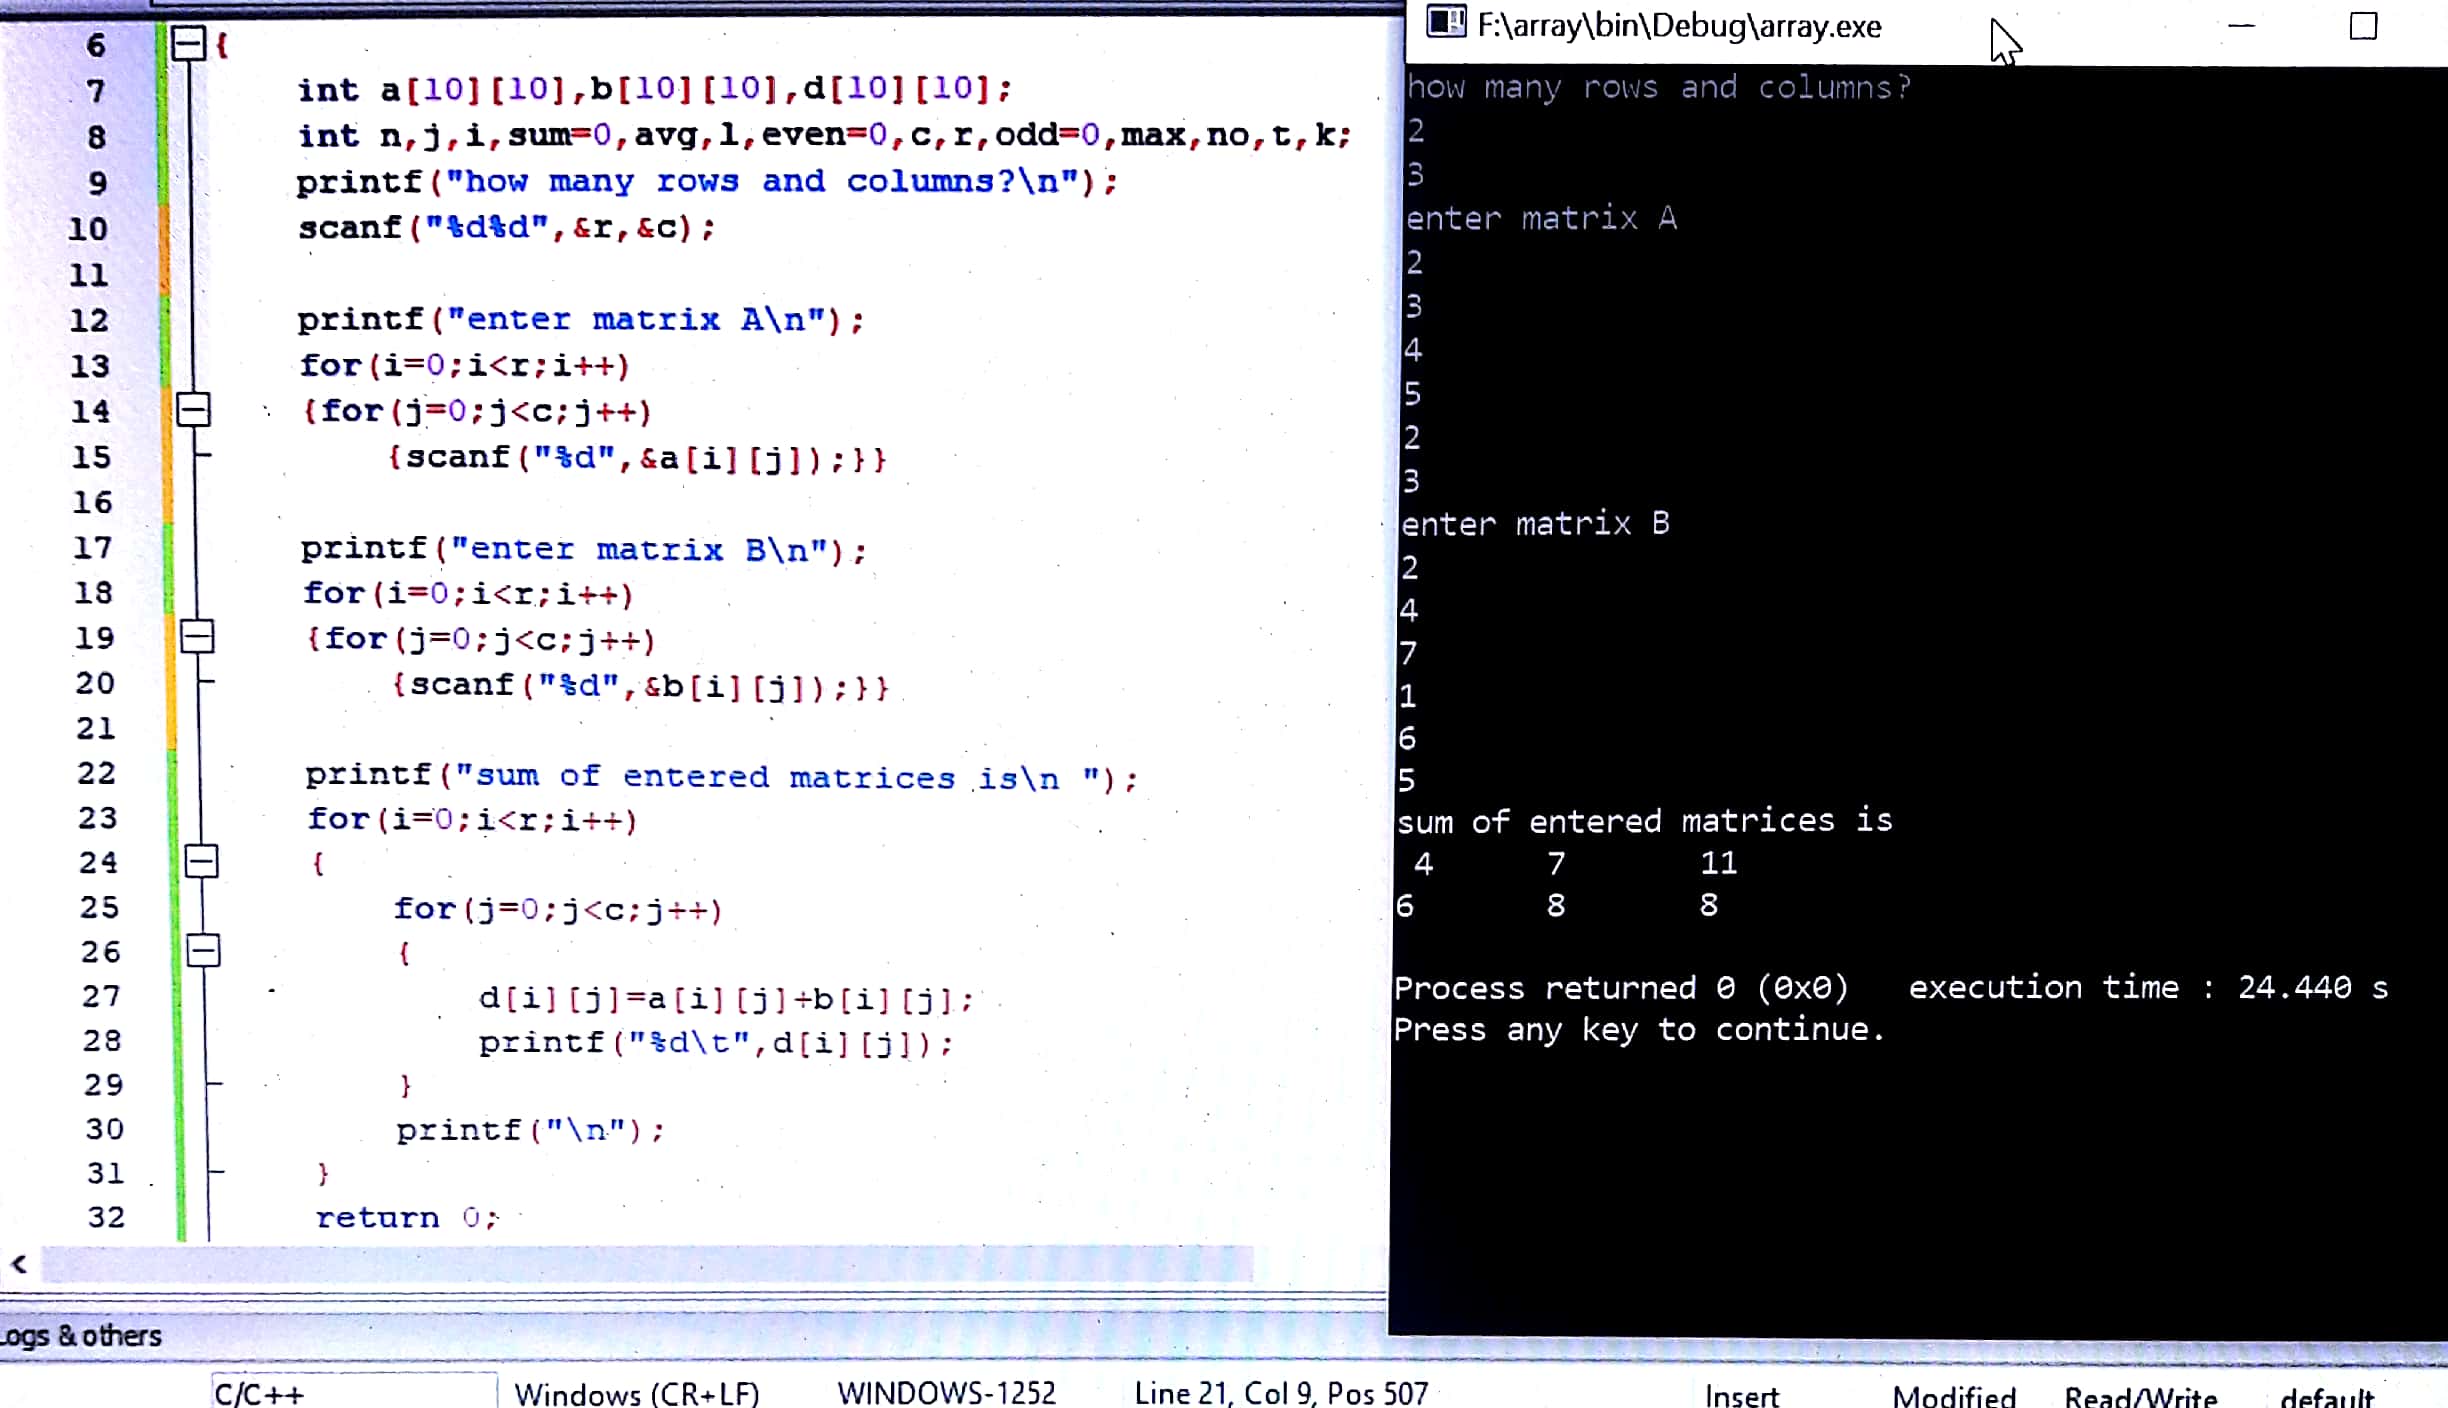 6 {
7 int a[10][10],b[10][10],d[10][10];
8 int n,j,i,sum=0,avg,l,even=0,c,r,odd=0,max,no,t,k;
9 printf("how many rows and columns?\n");
10 scanf("%d%d",&r,&c);
11
12 printf("enter matrix A\n");
13 for(i=0;i<r;i++)
14 {for(j=0;j<c;j++)
15 {scanf("%d",&a[i][j]);}}
16
17 printf("enter matrix B\n");
18 for(i=0;i<r;i++)
19 {for(j=0;j<c;j++)
20 {scanf("%d",&b[i][j]);}}
21
22 printf("sum of entered matrices is\n ");
23 for(i=0;i<r;i++)
24 {
25 for(j=0;j<c;j++)
26 {
27 d[i][j]=a[i][j]+b[i][j];
28 printf("%d\t",d[i][j]);
29 }
30 printf("\n");
31 }
32 return 0;
F:\array\bin\Debug\array.exe
how many rows and columns?
2
3
enter matrix A
2
3
4
5
2
3
enter matrix B
2
4
7
1
6
5
sum of entered matrices is
4 7 11
6 8 8
Process returned 0 (0x0) execution time : 24.440 s
Press any key to continue.
Logs & others
C/C++ Windows (CR+LF) WINDOWS-1252 Line 21, Col 9, Pos 507 Insert Modified Read/Write default